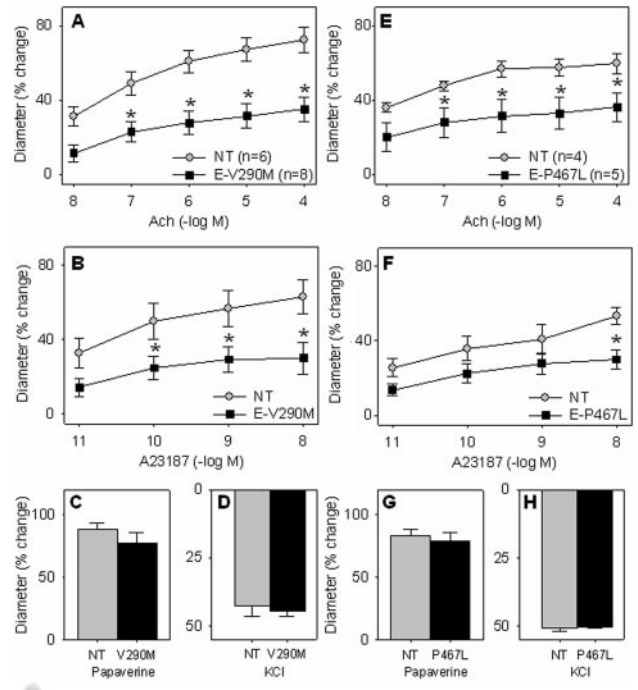 A
Diameter (% change)
80
40
0
NT (n=6)
E-V290M (n=8)
8 7 6 5 4
Ach (-log M)
E
Diameter (% change)
80
40
0
NT (n=4)
E-P467L (n=5)
8 7 6 5 4
Ach (-log M)
B
Diameter (% change)
80
40
0
NT
E-V290M
11 10 9 8
A23187 (-log M)
F
Diameter (% change)
80
40
0
NT
E-P467L
11 10 9 8
A23187 (-log M)
C
Diameter (% change)
100
50
0
NT V290M
Papaverine
D
0
25
50
NT V290M
KCl
G
Diameter (% change)
100
50
0
NT P467L
Papaverine
H
0
25
50
NT P467L
KCl